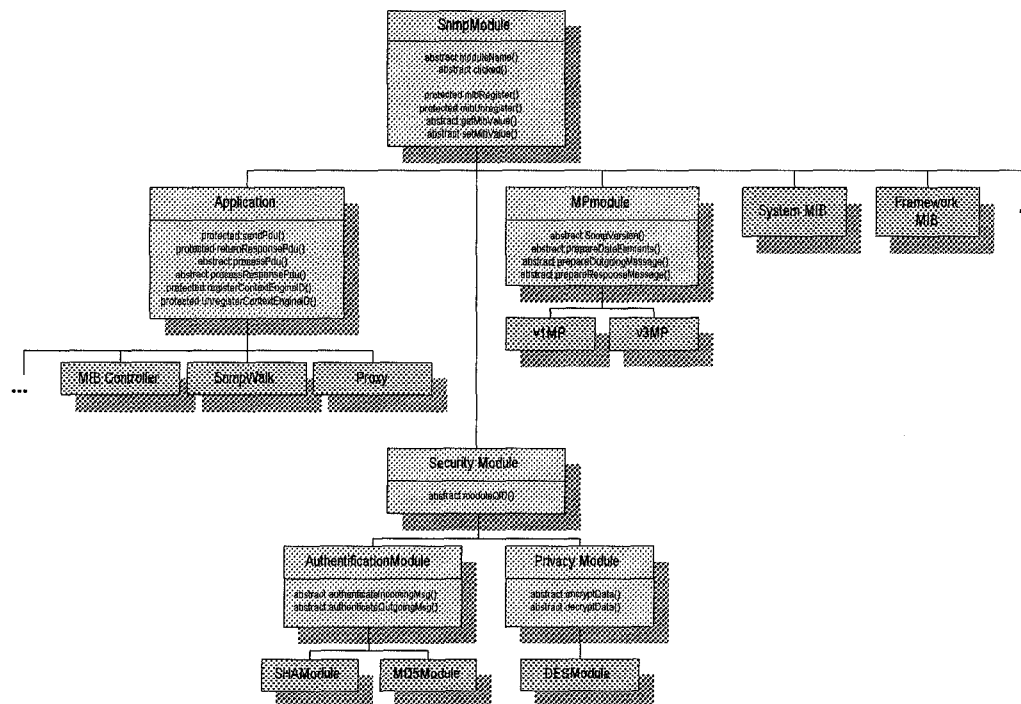 SnmpModule
abstract moduleName()
abstract clicked()
protected mibRegister()
protected mibUnregister()
abstract getMibValue()
abstract setMibValue()
Application
protected sendPdu()
protected returnResponsePdu()
abstract processPdu()
abstract processResponsePdu()
protected registerContextEngineID()
protected unregisterContextEngineID()
MPmodule
abstract SnmpVersion()
abstract prepareDataElements()
abstract prepareOutgoingMessage()
abstract prepareResponseMessage()
System MIB
Framework
MIB
v1MP
v3MP
...
MIB Controller
SnmpWalk
Proxy
Security Module
abstract moduleOID()
AuthentificationModule
abstract authenticateIncomingMsg()
abstract authenticateOutgoingMsg()
Privacy Module
abstract encryptData()
abstract decryptData()
SHAModule
MD5Module
DESModule